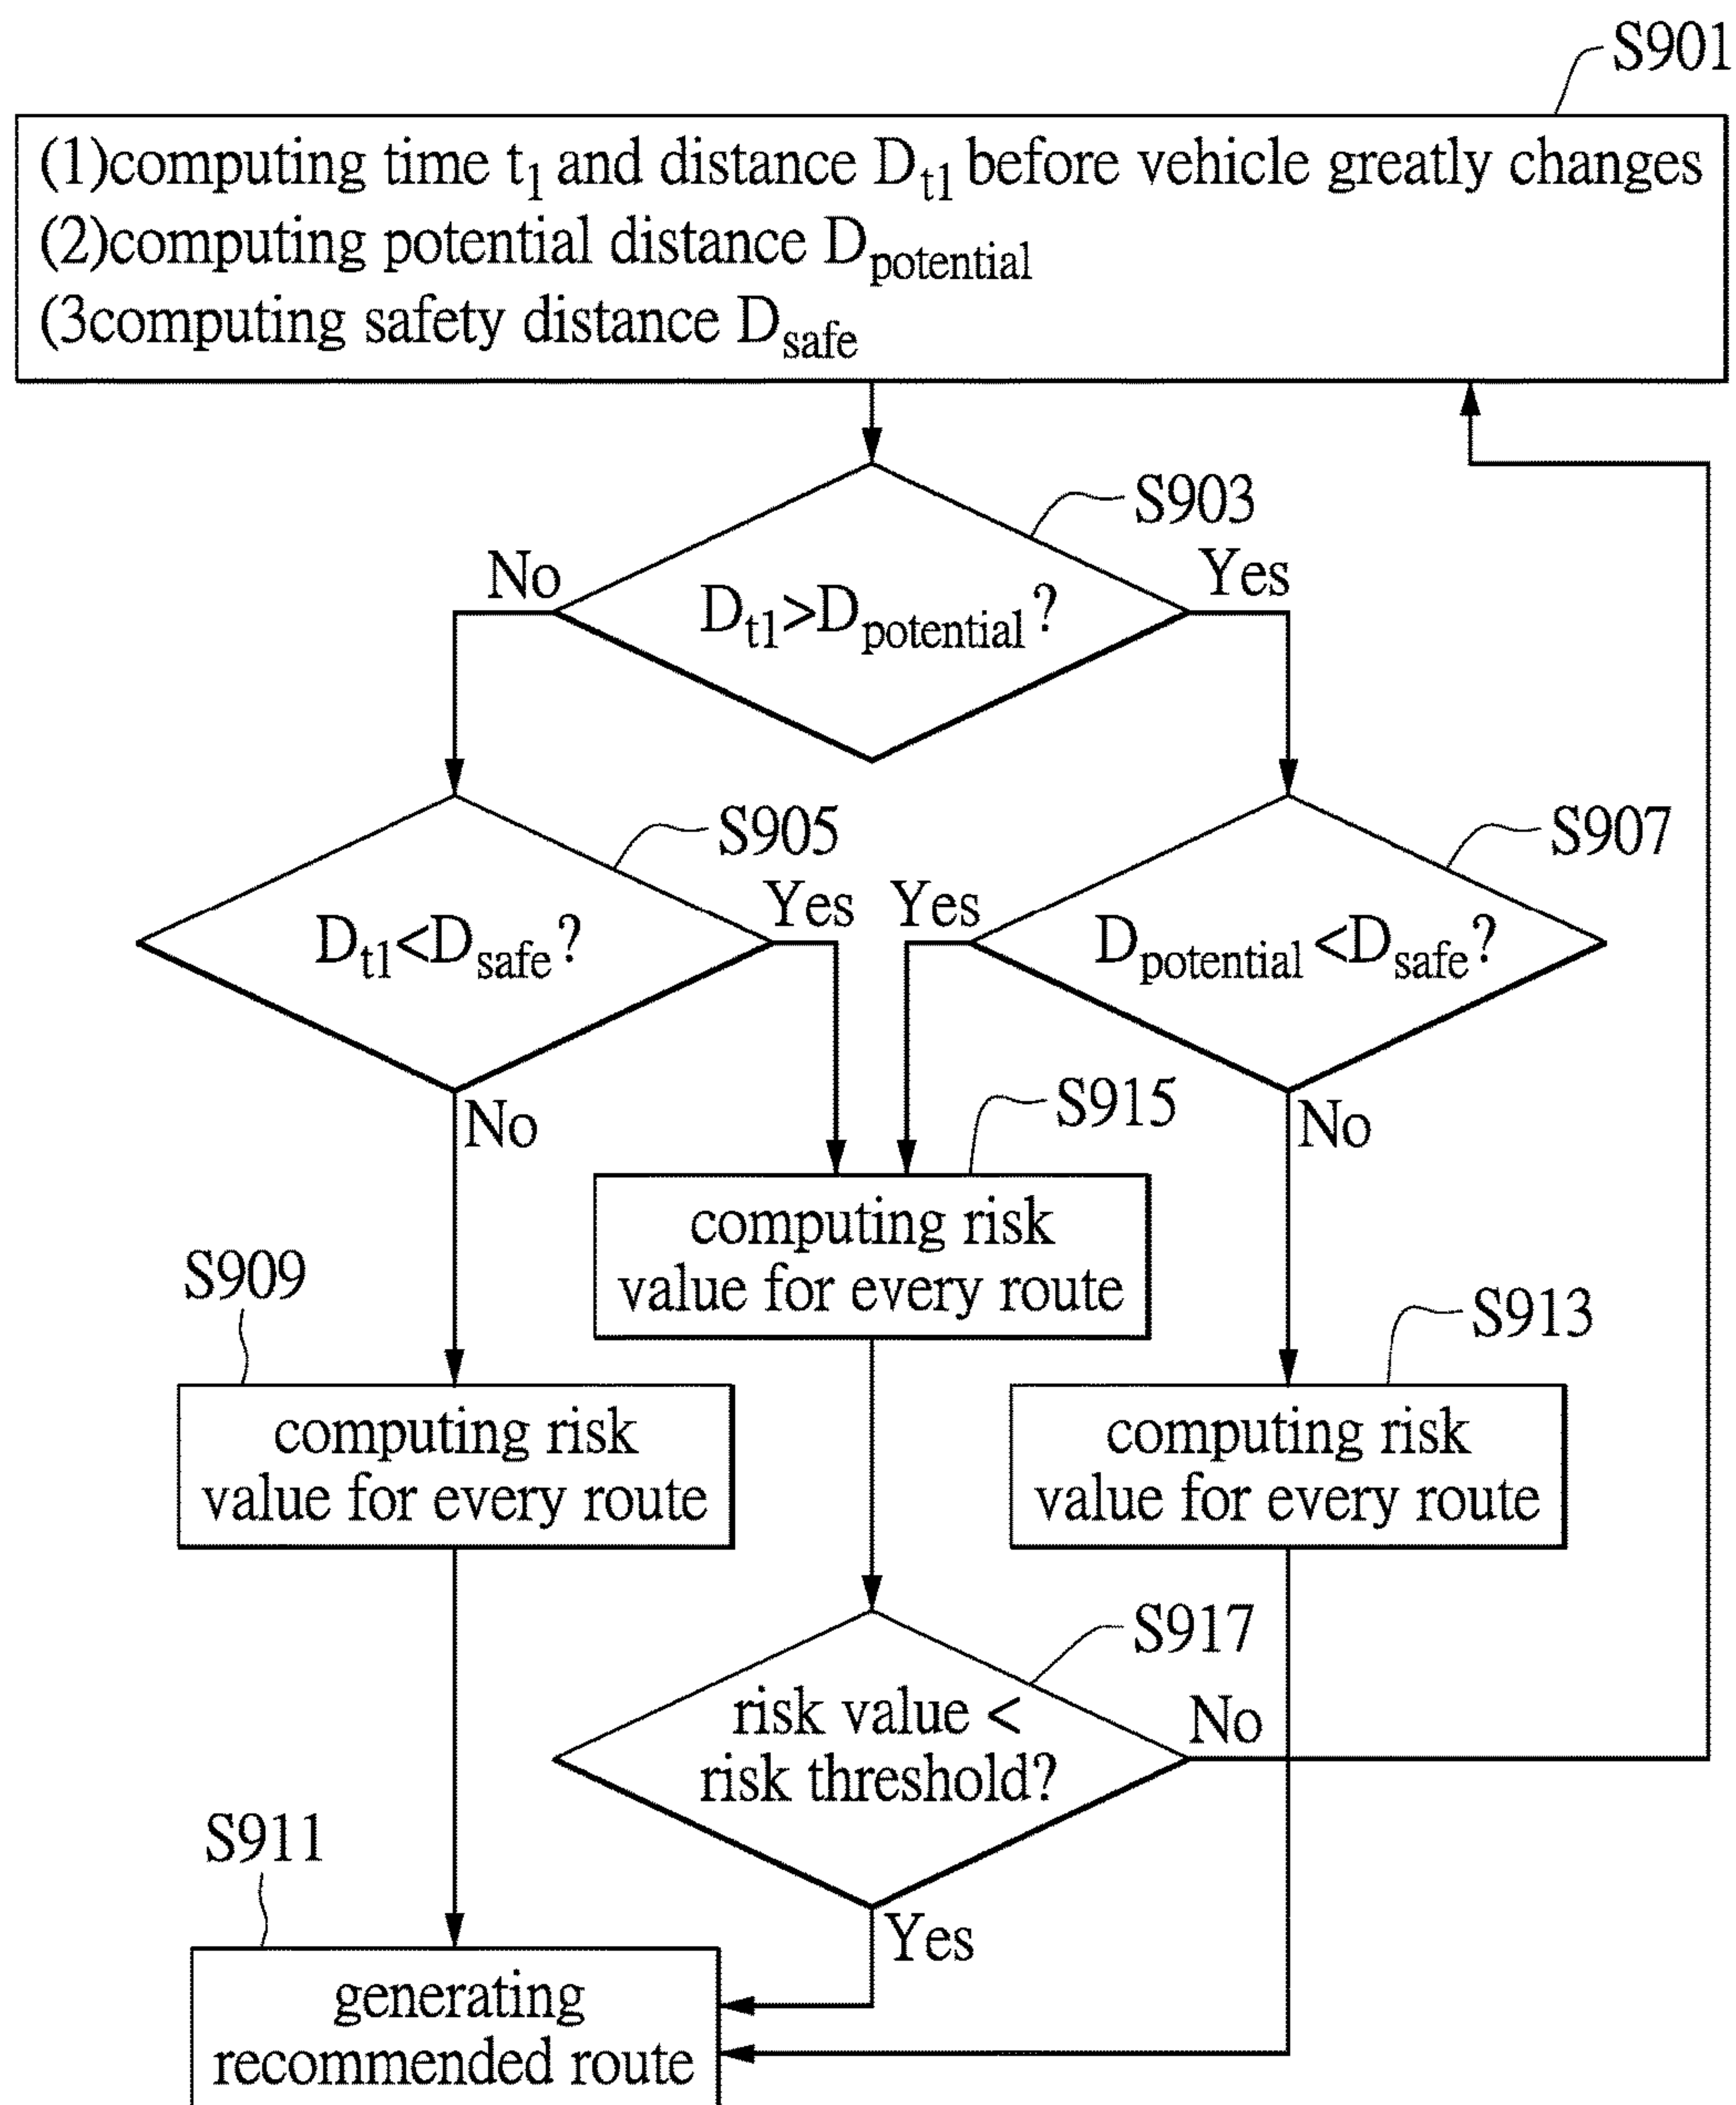 S901
(1)computing time t1 and distance Dt1 before vehicle greatly changes
(2)computing potential distance Dpotential
(3computing safety distance Dsafe
S903
No
Yes
Dt1>Dpotential?
S905
S907
Yes
Yes
Dt1<Dsafe?
Dpotential<Dsafe?
No
S915
No
computing risk
value for every route
S909
S913
computing risk
value for every route
computing risk
value for every route
S917
risk value <
risk threshold?
No
S911
Yes
generating
recommended route